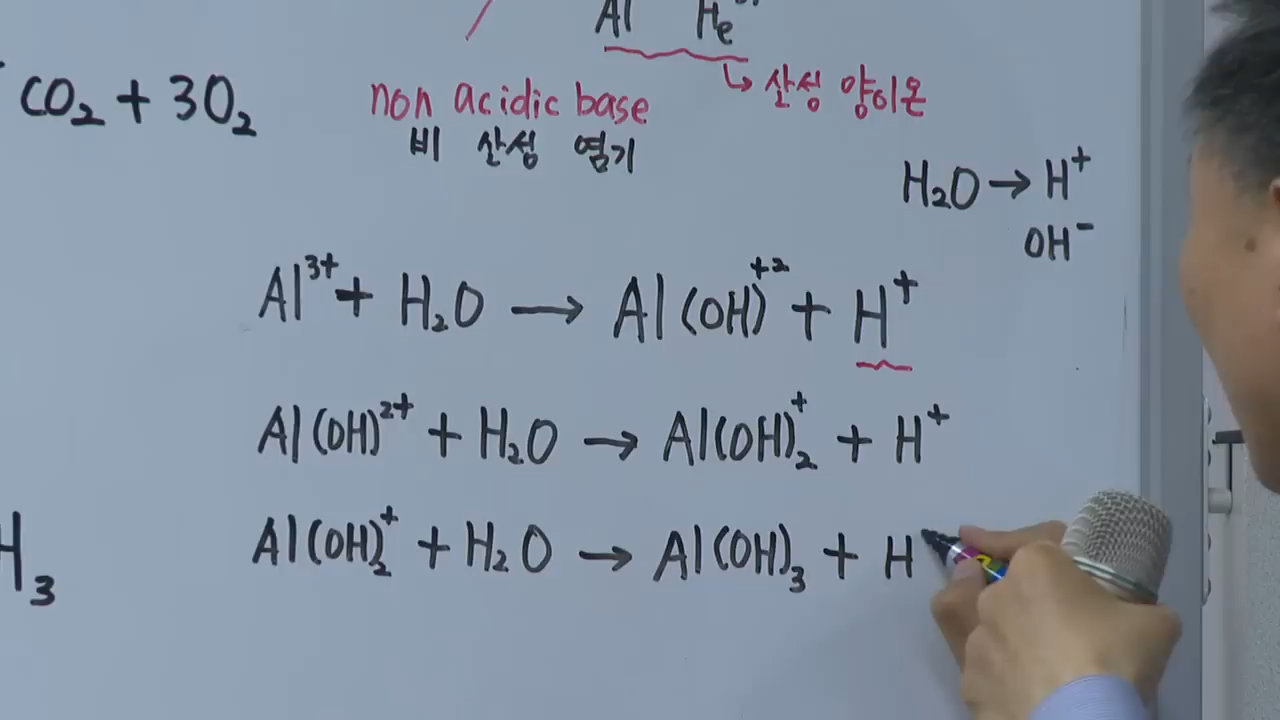 Al He
CO₂ + 3O₂
non acidic base
↳ 산성 양이온
비 산성 염기
H₂O → H⁺
OH⁻
Al³⁺ + H₂O → Al(OH)⁺² + H⁺
Al(OH)²⁺ + H₂O → Al(OH)₂⁺ + H⁺
Al(OH)₂⁺ + H₂O → Al(OH)₃ + H
H₃